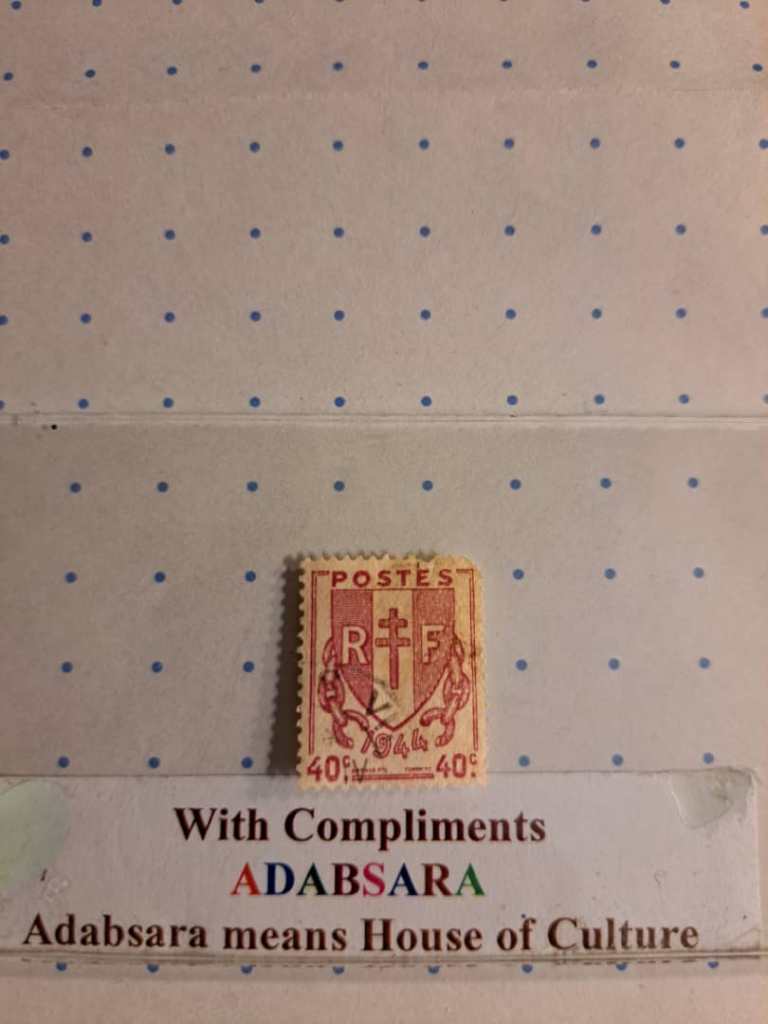 POSTES
R F
1944
40c. 40c.
With Compliments
ADABSARA
Adabsara means House of Culture